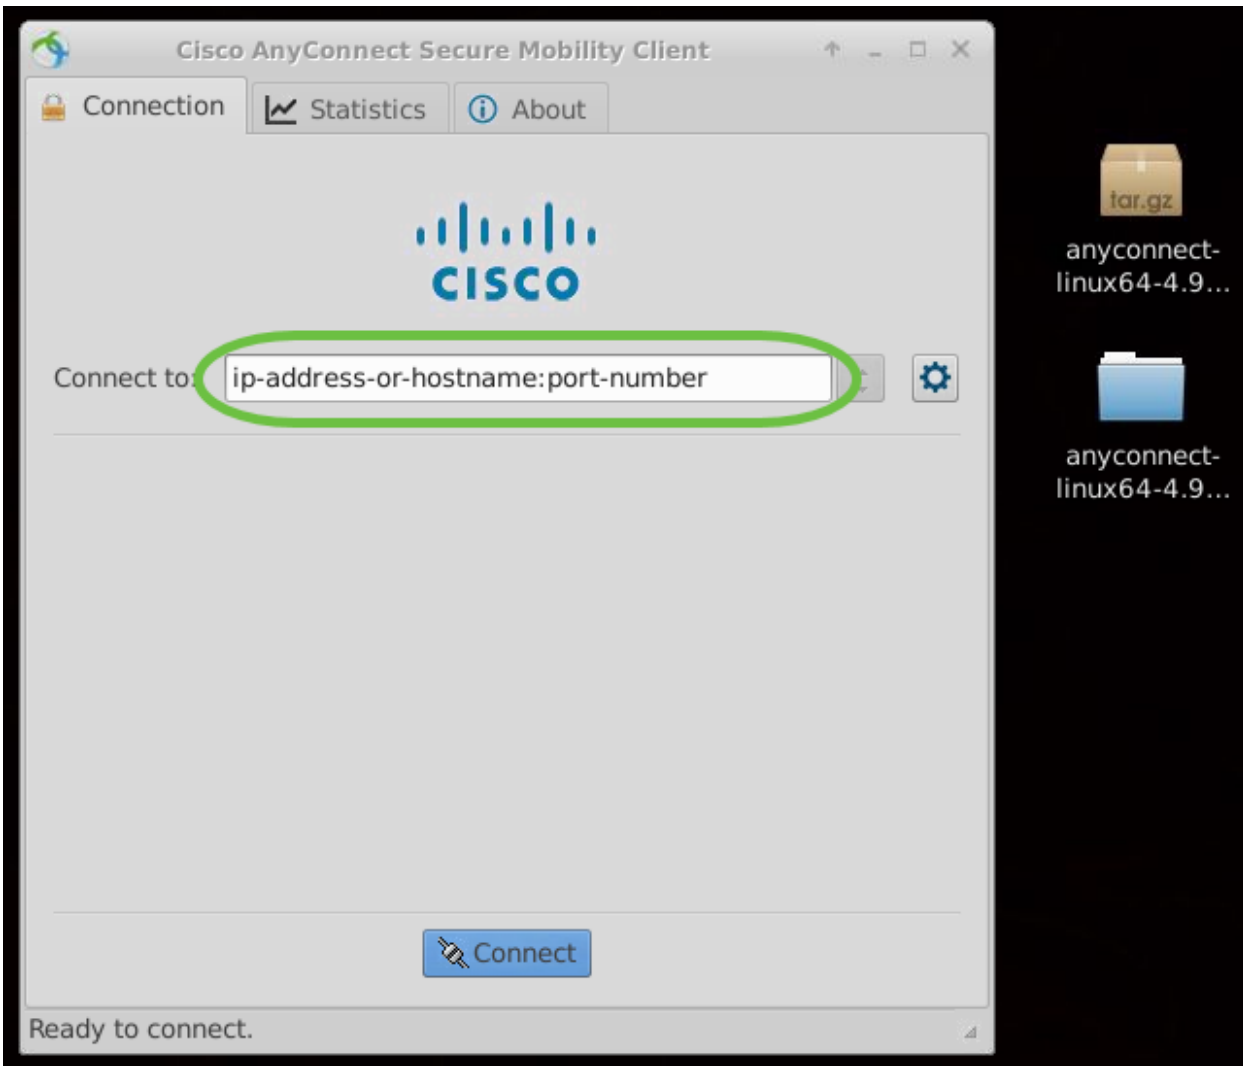 Cisco AnyConnect Secure Mobility Client
Connection
Statistics
About
CISCO
Connect to:
ip-address-or-hostname:port-number
Connect
Ready to connect.
tar.gz
anyconnect-
linux64-4.9...
anyconnect-
linux64-4.9...